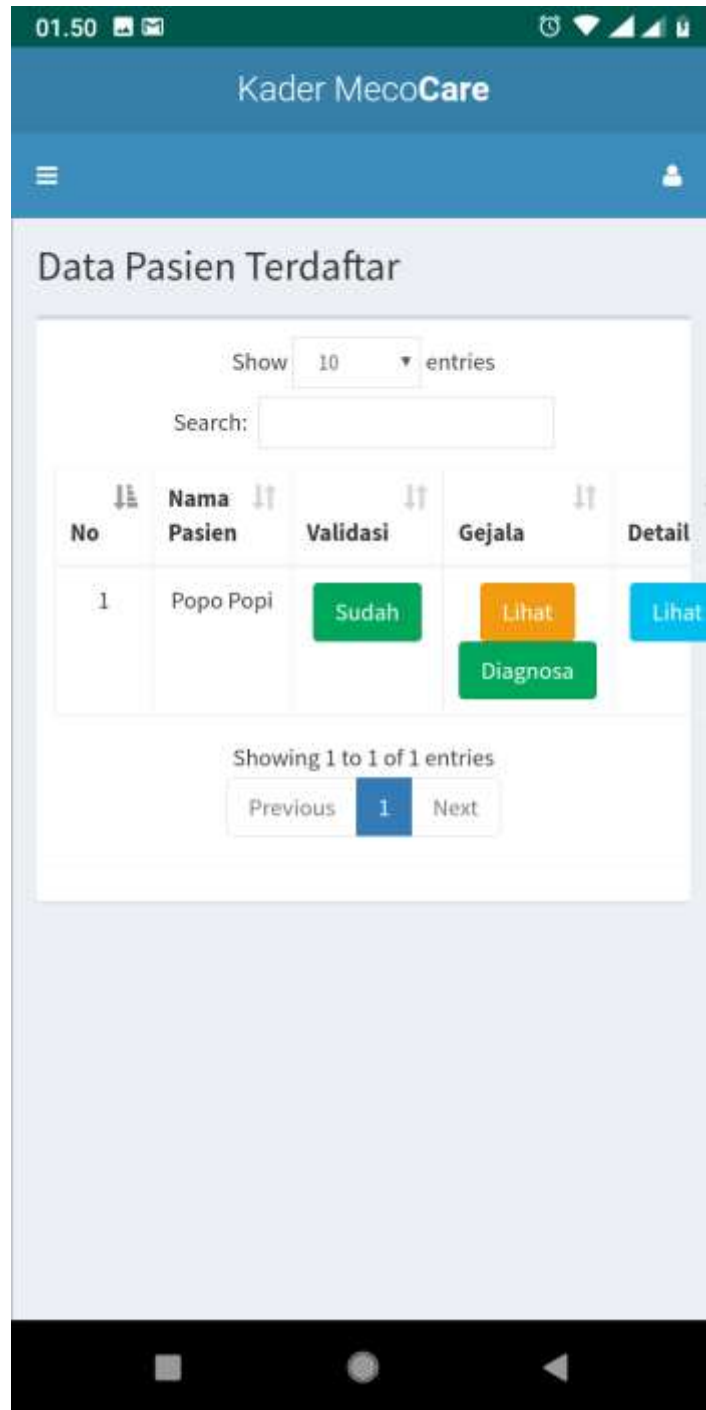 01.50
Kader MecoCare
Data Pasien Terdaftar
Show 10 entries
Search:
No Nama Pasien Validasi Gejala Detail
1 Popo Popi Sudah Lihat Lihat
Diagnosa
Showing 1 to 1 of 1 entries
Previous 1 Next